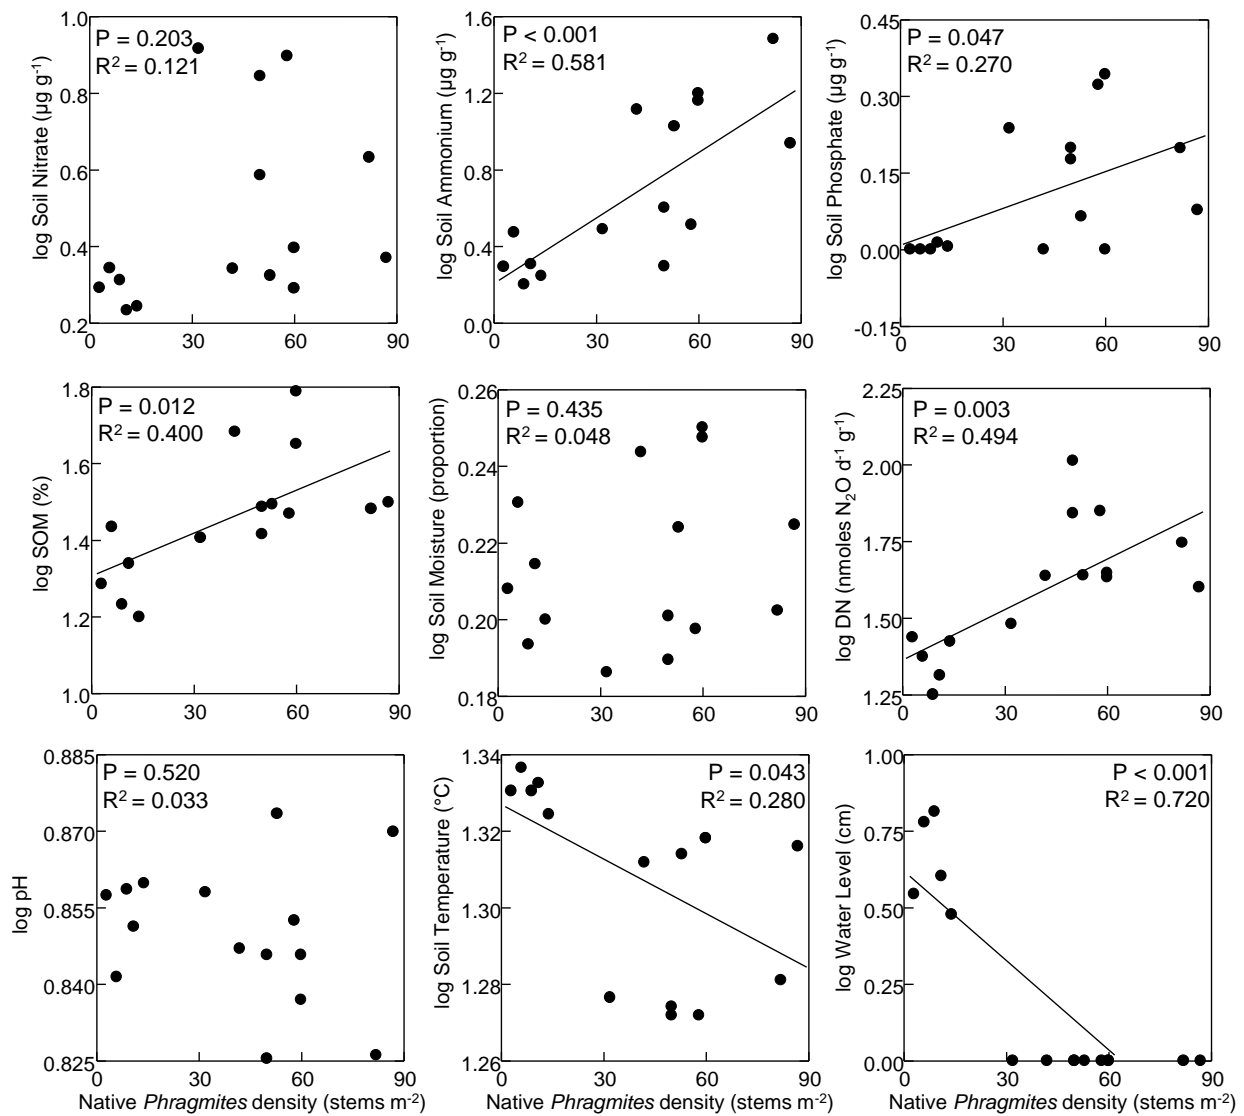 log Soil Nitrate (µg g-1)
1.0
0.8
0.6
0.4
0.2
P = 0.203
R2 = 0.121
0 30 60 90
log Soil Ammonium (µg g-1)
1.6
1.2
0.8
0.4
0.0
P < 0.001
R2 = 0.581
0 30 60 90
log Soil Phosphate (µg g-1)
0.45
0.30
0.15
0.00
-0.15
P = 0.047
R2 = 0.270
0 30 60 90
log SOM (%)
1.8
1.6
1.4
1.2
1.0
P = 0.012
R2 = 0.400
0 30 60 90
log Soil Moisture (proportion)
0.26
0.24
0.22
0.20
0.18
P = 0.435
R2 = 0.048
0 30 60 90
log DN (nmoles N2O d-1 g-1)
2.25
2.00
1.75
1.50
1.25
P = 0.003
R2 = 0.494
0 30 60 90
log pH
0.885
0.870
0.855
0.840
0.825
P = 0.520
R2 = 0.033
0 30 60 90
Native Phragmites density (stems m-2)
log Soil Temperature (°C)
1.34
1.32
1.30
1.28
1.26
P = 0.043
R2 = 0.280
0 30 60 90
Native Phragmites density (stems m-2)
log Water Level (cm)
1.00
0.75
0.50
0.25
0.00
P < 0.001
R2 = 0.720
0 30 60 90
Native Phragmites density (stems m-2)